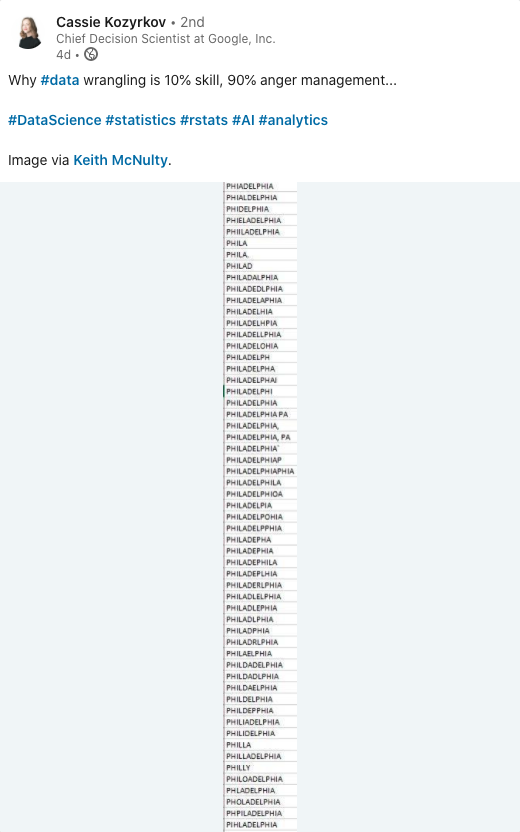 Cassie Kozyrkov • 2nd
Chief Decision Scientist at Google, Inc.
4d •
Why #data wrangling is 10% skill, 90% anger management...
#DataScience #statistics #rstats #AI #analytics
Image via Keith McNulty.
PHIADELPHIA
PHIALDELPHIA
PHIDELPHIA
PHIELADELPHIA
PHIILADELPHIA
PHILA
PHILA.
PHILAD
PHILADALPHIA
PHILADEDLPHIA
PHILADELAPHIA
PHILADELHIA
PHILADELHPIA
PHILADELLPHIA
PHILADELOHIA
PHILADELPH
PHILADELPHA
PHILADELPHAI
PHILADELPHI
PHILADELPHIA
PHILADELPHIA PA
PHILADELPHIA,
PHILADELPHIA, PA
PHILADELPHIA`
PHILADELPHIAP
PHILADELPHIAPHIA
PHILADELPHILA
PHILADELPHIOA
PHILADELPIA
PHILADELPOHIA
PHILADELPPHIA
PHILADEPHA
PHILADEPHIA
PHILADEPHILA
PHILADEPLHIA
PHILADERLPHIA
PHILADLELPHIA
PHILADLEPHIA
PHILADLPHIA
PHILADPHIA
PHILADRLPHIA
PHILAELPHIA
PHILDADELPHIA
PHILDADLPHIA
PHILDAELPHIA
PHILDELPHIA
PHILDEPPHIA
PHILIADELPHIA
PHILIDELPHIA
PHILLA
PHILLADELPHIA
PHILLY
PHILOADELPHIA
PHLADELPHIA
PHOLADELPHIA
PHPILADELPHIA
PIHLADELPHIA